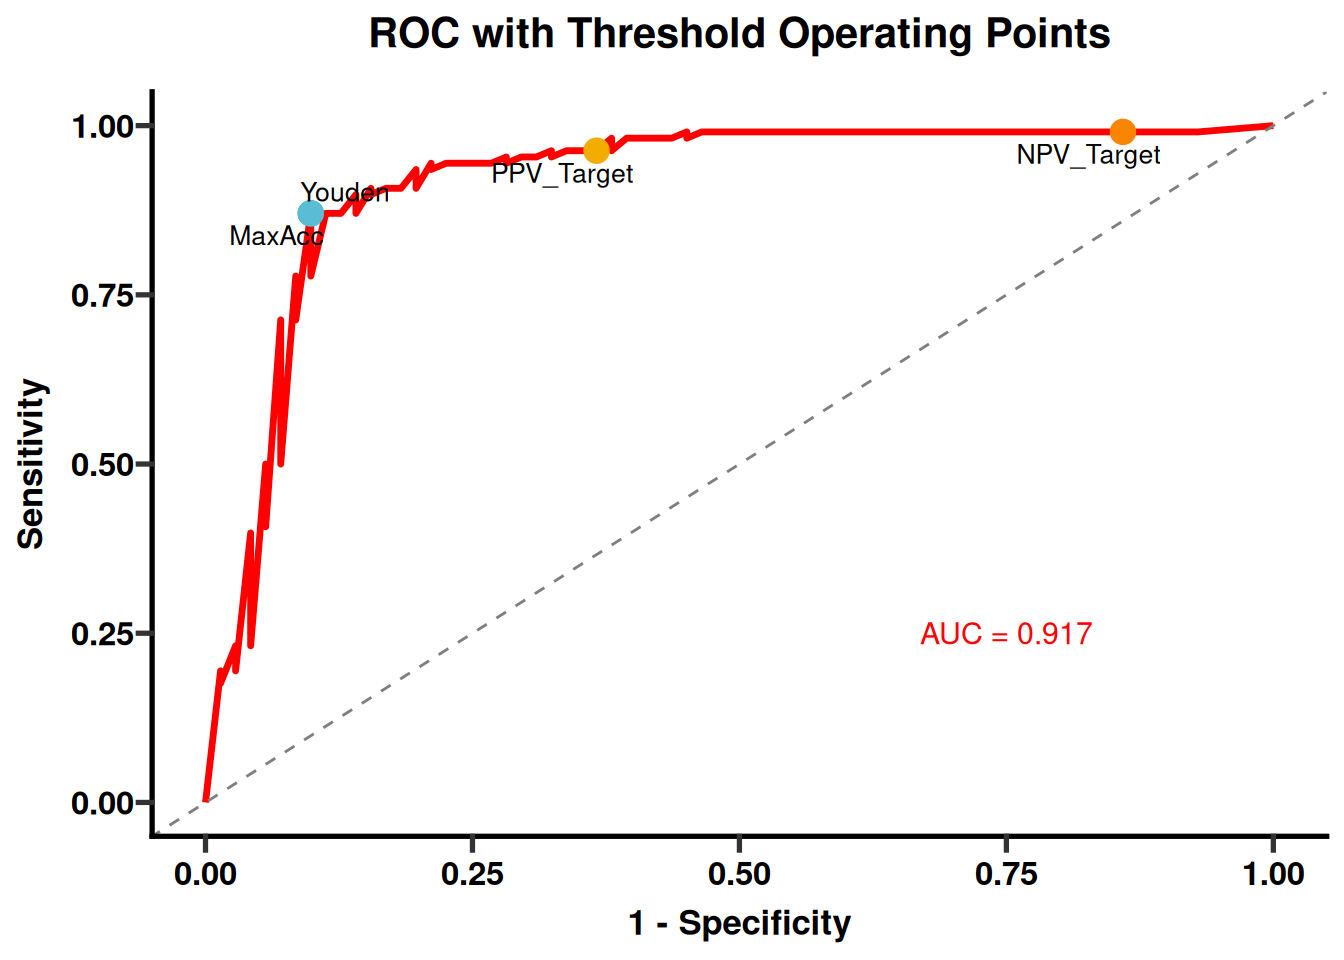 ROC with Threshold Operating Points
1.00
0.75
0.50
0.25
0.00
Sensitivity
Youden
MaxAcc
PPV_Target
NPV_Target
AUC = 0.917
0.00
0.25
0.50
0.75
1.00
1 - Specificity